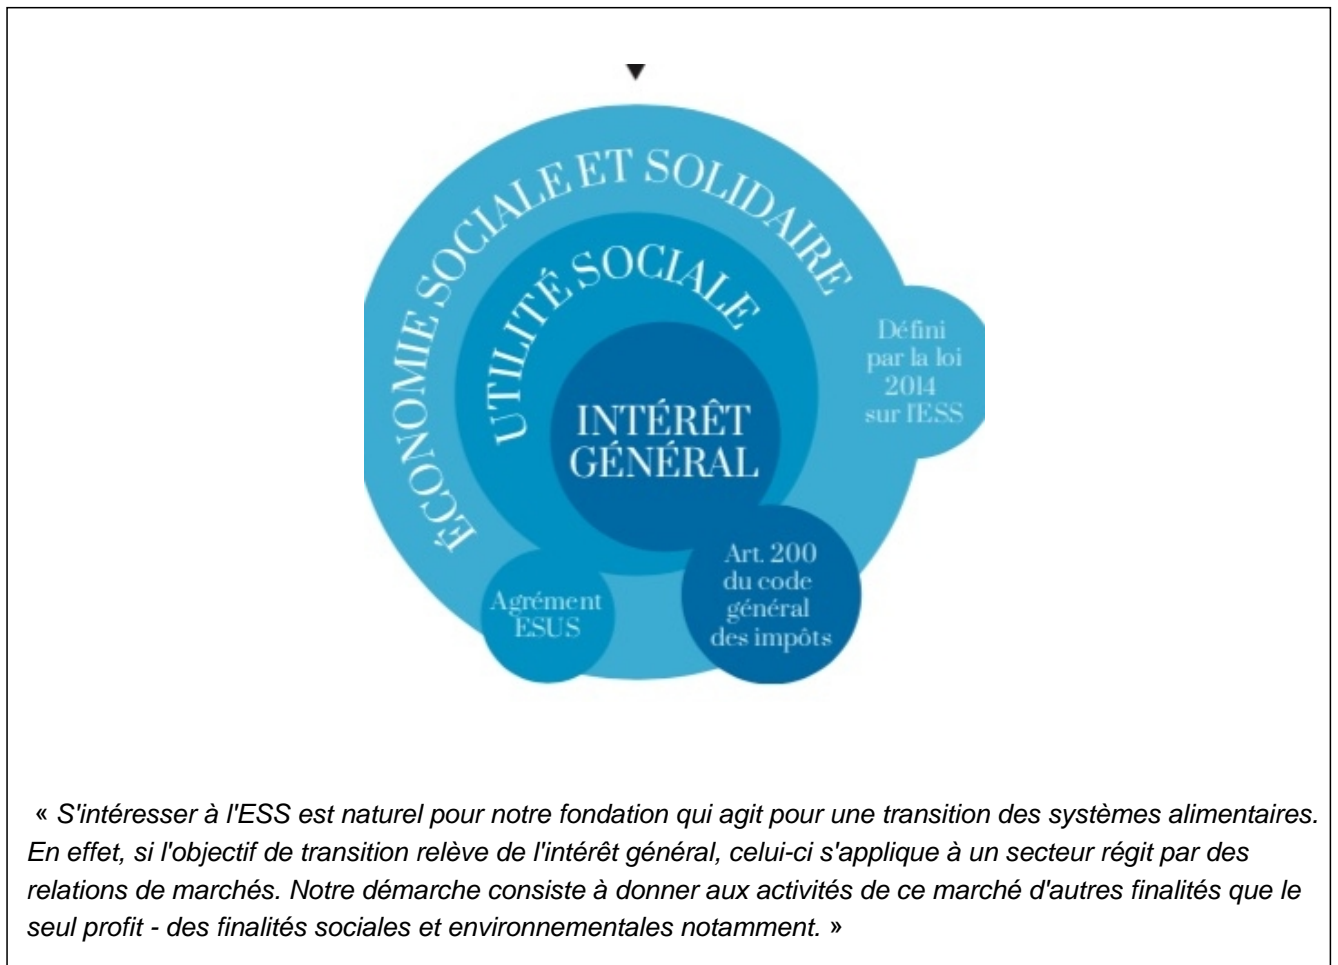 ÉCONOMIE SOCIALE ET SOLIDAIRE
UTILITÉ SOCIALE
INTÉRÊT
GÉNÉRAL
Défini
par la loi
2014
sur l'ESS
Art. 200
du code
général
des impôts
Agrément
ESUS
« S'intéresser à l'ESS est naturel pour notre fondation qui agit pour une transition des systèmes alimentaires.
En effet, si l'objectif de transition relève de l'intérêt général, celui-ci s'applique à un secteur régit par des
relations de marchés. Notre démarche consiste à donner aux activités de ce marché d'autres finalités que le
seul profit - des finalités sociales et environnementales notamment. »